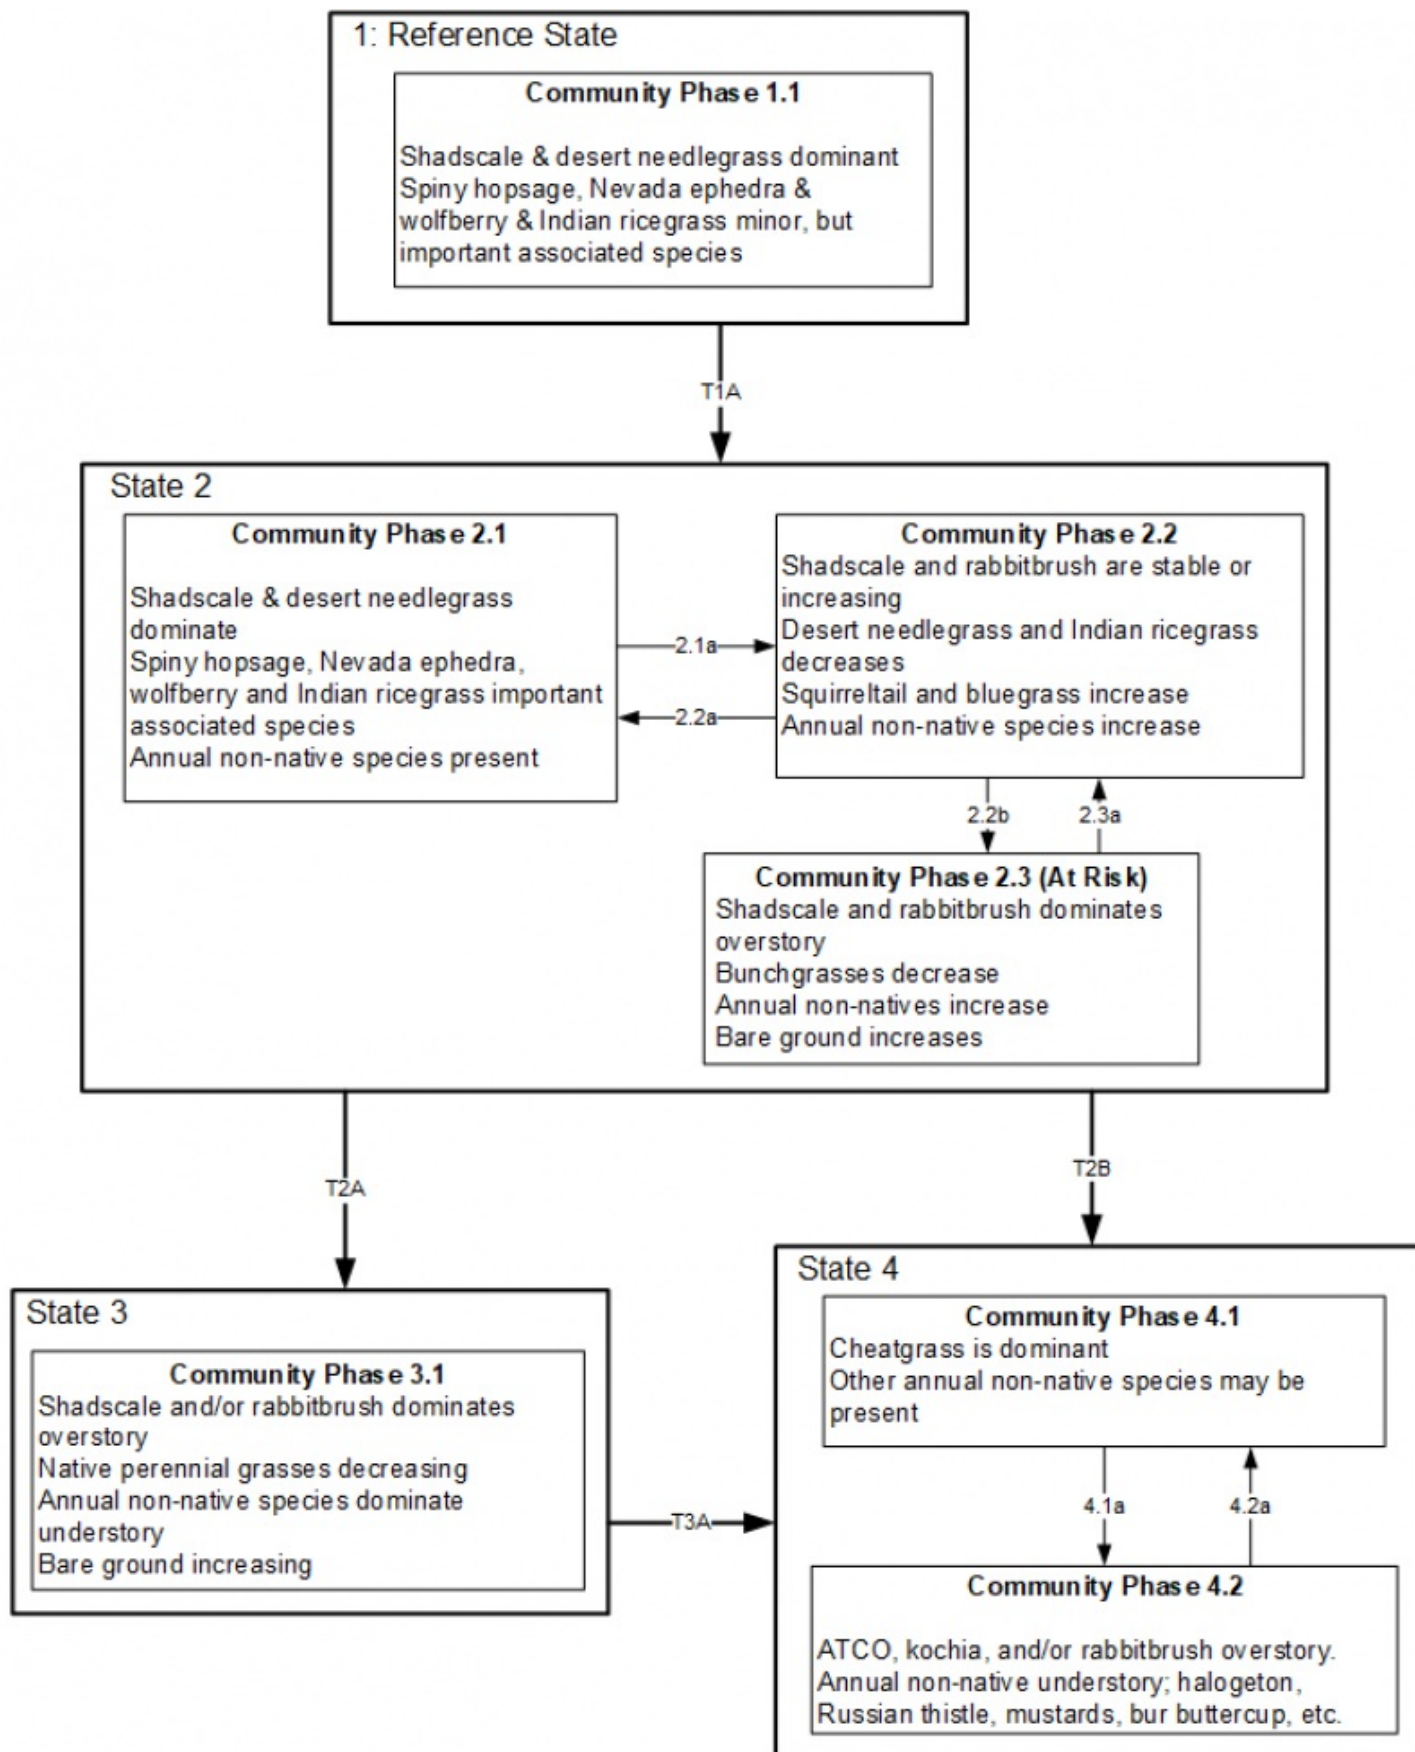 1: Reference State
Community Phase 1.1
Shadscale & desert needlegrass dominant
Spiny hopsage, Nevada ephedra &
wolfberry & Indian ricegrass minor, but
important associated species
T1A
State 2
Community Phase 2.1
Shadscale & desert needlegrass
dominate
Spiny hopsage, Nevada ephedra,
wolfberry and Indian ricegrass important
associated species
Annual non-native species present
2.1a
2.2a
Community Phase 2.2
Shadscale and rabbitbrush are stable or
increasing
Desert needlegrass and Indian ricegrass
decreases
Squirreltail and bluegrass increase
Annual non-native species increase
2.2b
2.3a
Community Phase 2.3 (At Risk)
Shadscale and rabbitbrush dominates
overstory
Bunchgrasses decrease
Annual non-natives increase
Bare ground increases
T2A
T2B
State 3
Community Phase 3.1
Shadscale and/or rabbitbrush dominates
overstory
Native perennial grasses decreasing
Annual non-native species dominate
understory
Bare ground increasing
T3A
State 4
Community Phase 4.1
Cheatgrass is dominant
Other annual non-native species may be
present
4.1a
4.2a
Community Phase 4.2
ATCO, kochia, and/or rabbitbrush overstory.
Annual non-native understory; halogeton,
Russian thistle, mustards, bur buttercup, etc.